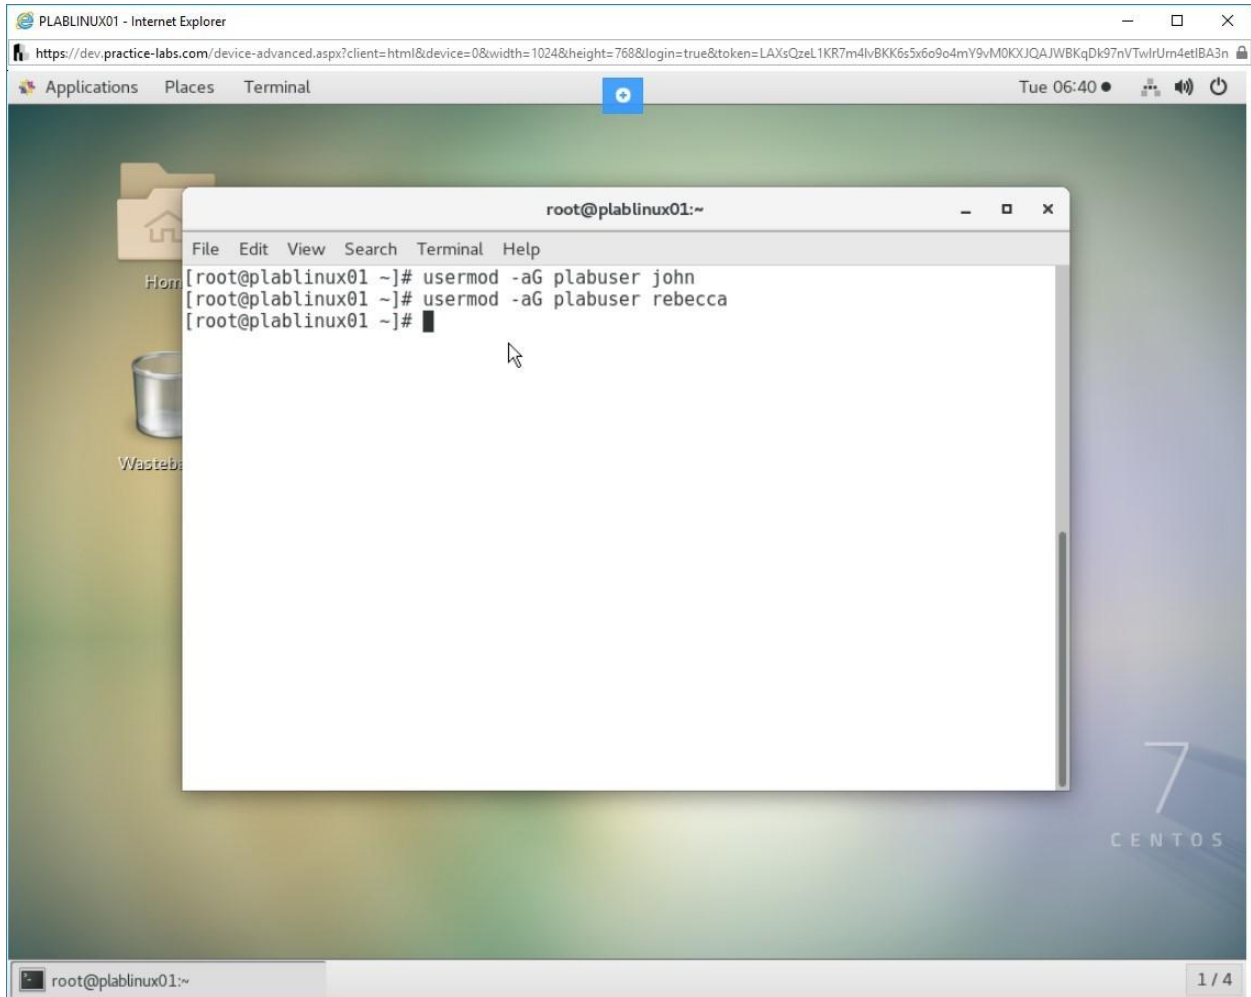 PLABLINUX01 - Internet Explorer
https://dev.practice-labs.com/device-advanced.aspx?client=html&device=0&width=1024&height=768&login=true&token=
Applications Places Terminal Tue 06:40
root@plablinux01:~
File Edit View Search Terminal Help
[root@plablinux01 ~]# usermod -aG plabuser john
[root@plablinux01 ~]# usermod -aG plabuser rebecca
[root@plablinux01 ~]#
Hom
Wasteb
7
CENTOS
root@plablinux01:~ 1 / 4